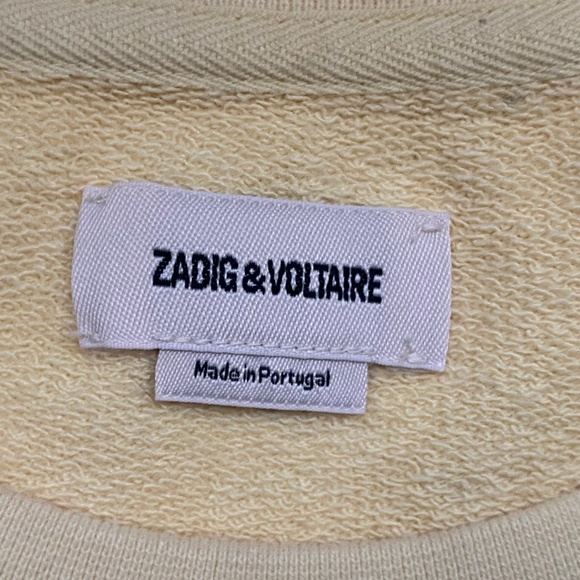 ZADIG & VOLTAIRE
Made in Portugal